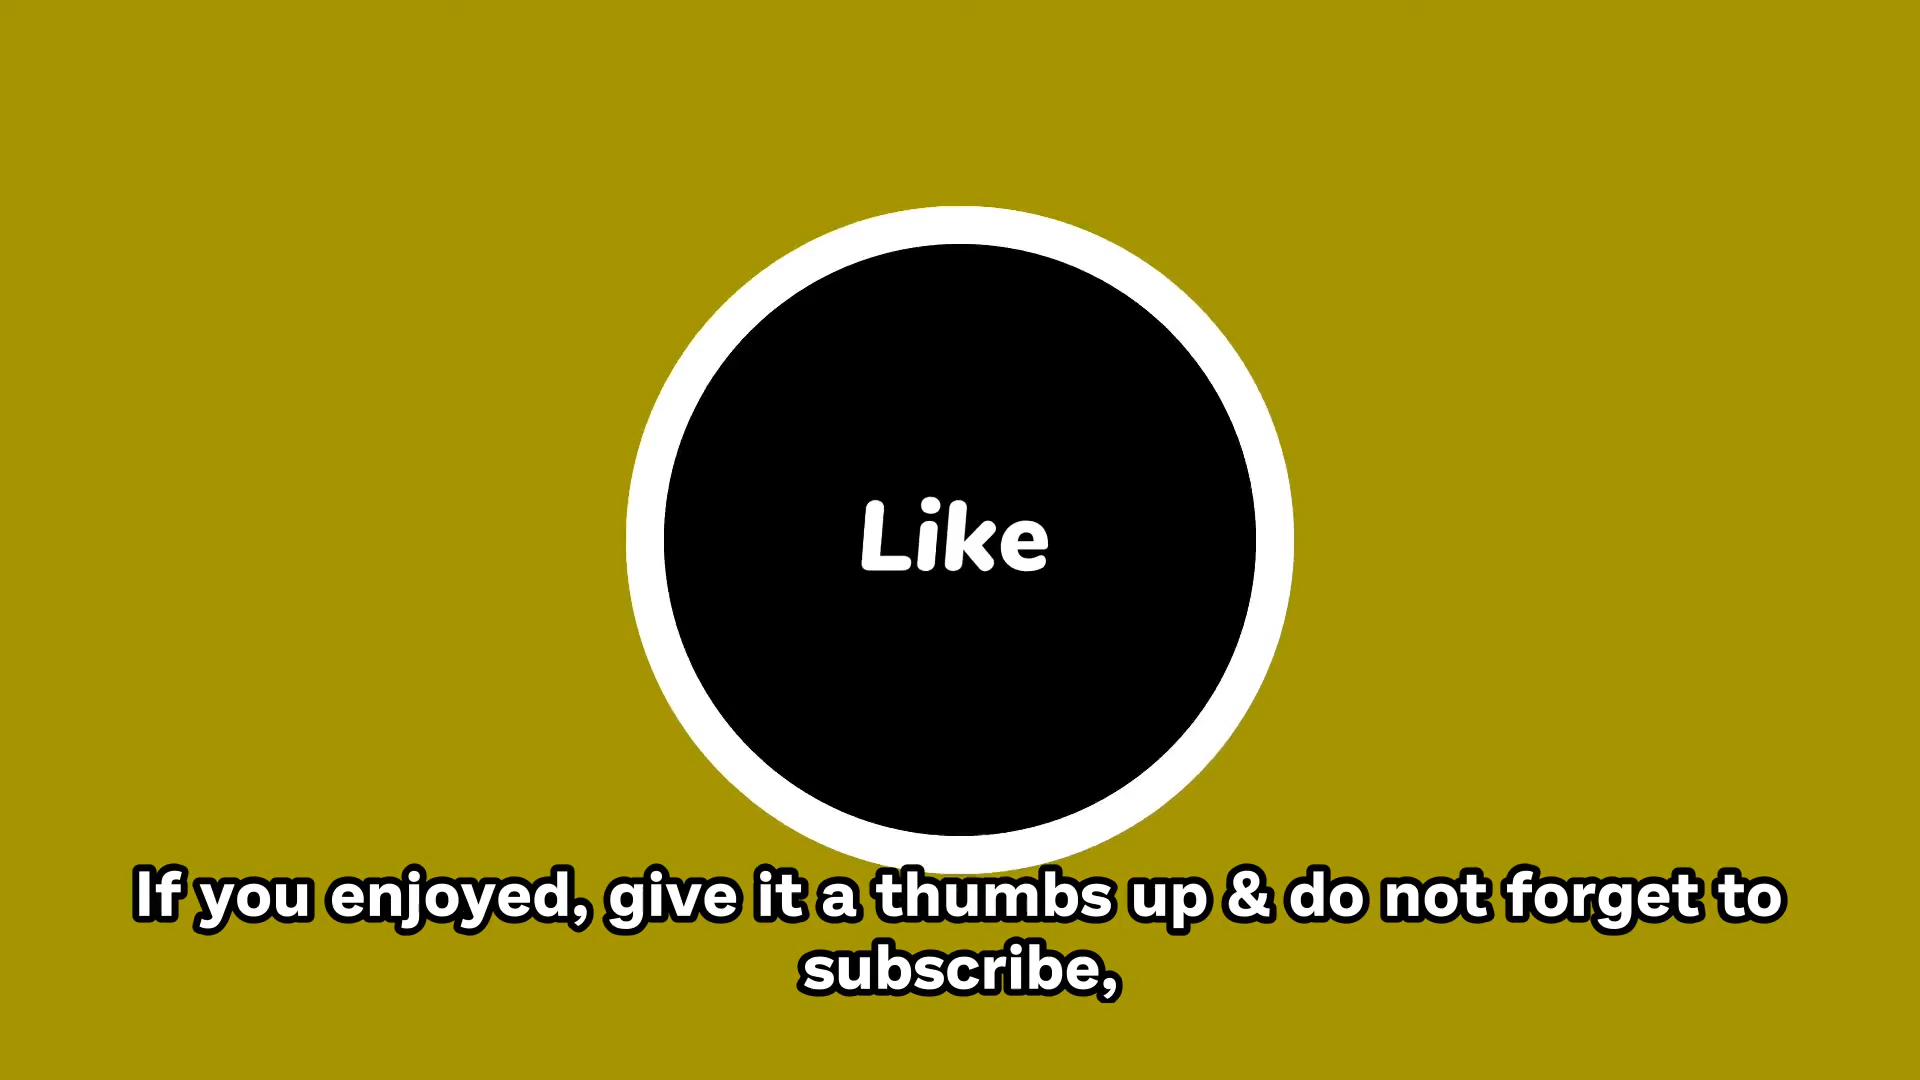 Like
If you enjoyed, give it a thumbs up & do not forget to
subscribe,